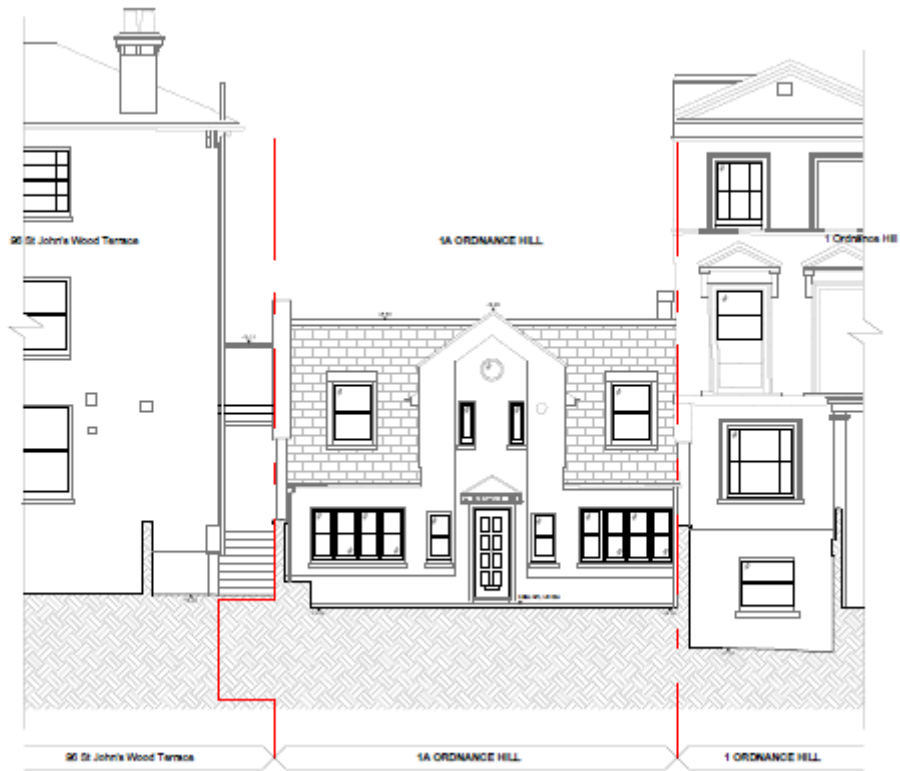 96 St John's Wood Terrace
1A ORDNANCE HILL
1 Ordnance Hill
96 St John's Wood Terrace
1A ORDNANCE HILL
1 ORDNANCE HILL